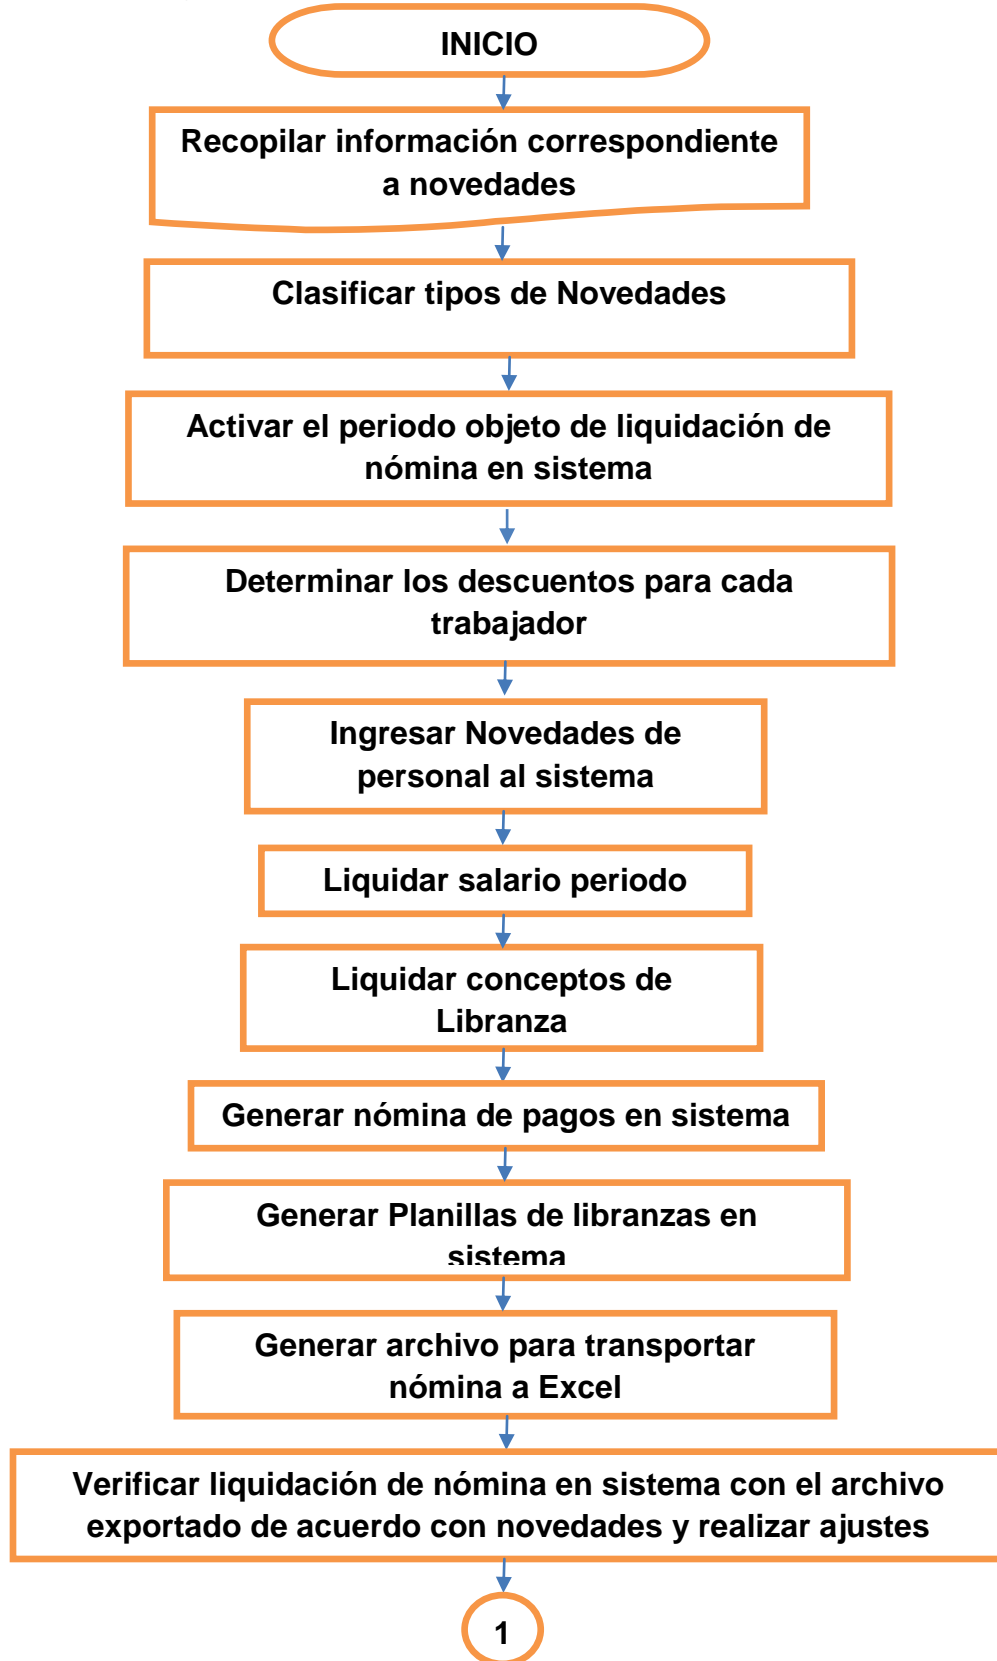 INICIO
Recopilar información correspondiente
a novedades
Clasificar tipos de Novedades
Activar el periodo objeto de liquidación de
nómina en sistema
Determinar los descuentos para cada
trabajador
Ingresar Novedades de
personal al sistema
Liquidar salario periodo
Liquidar conceptos de
Libranza
Generar nómina de pagos en sistema
Generar Planillas de libranzas en
sistema
Generar archivo para transportar
nómina a Excel
Verificar liquidación de nómina en sistema con el archivo
exportado de acuerdo con novedades y realizar ajustes
1